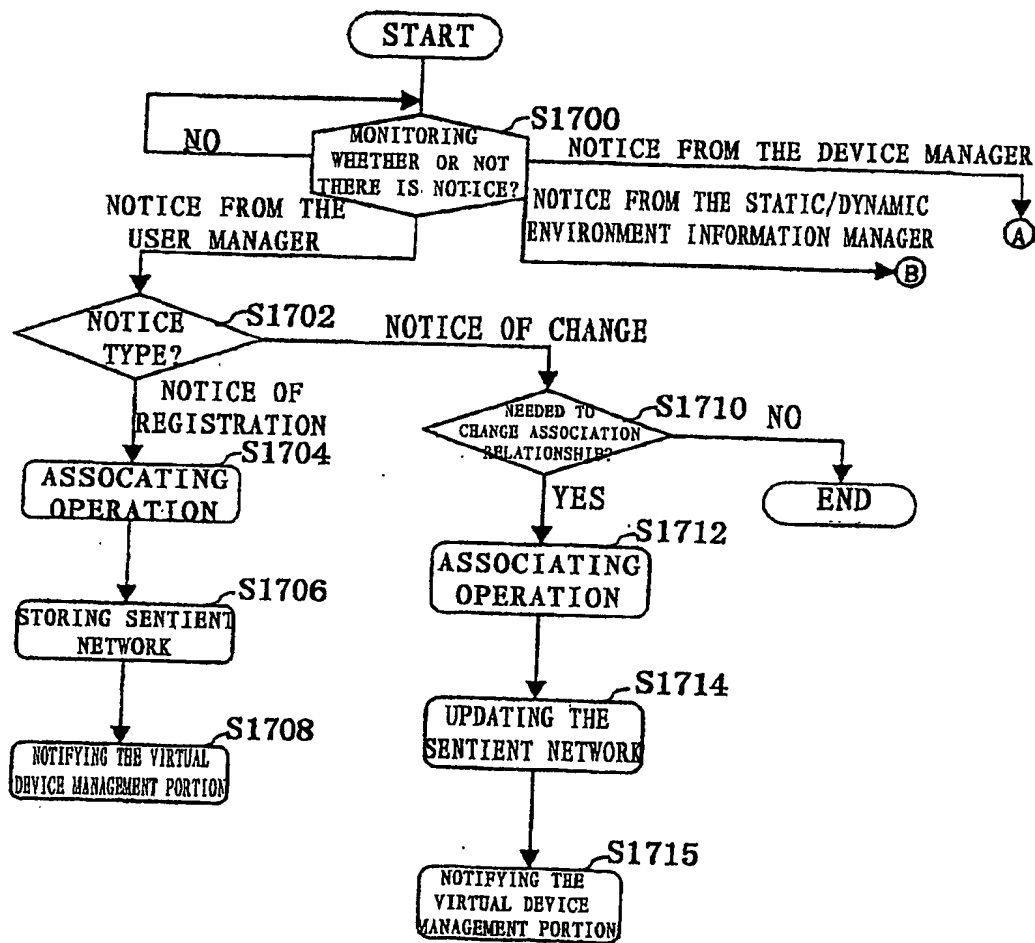 START
S1700
MONITORING
WHETHER OR NOT
THERE IS NOTICE?
NO
NOTICE FROM THE DEVICE MANAGER
A
NOTICE FROM THE STATIC/DYNAMIC
ENVIRONMENT INFORMATION MANAGER
B
NOTICE FROM THE
USER MANAGER
S1702
NOTICE
TYPE?
NOTICE OF CHANGE
NOTICE OF
REGISTRATION
S1704
ASSOCATING
OPERATION
S1706
STORING SENTIENT
NETWORK
S1708
NOTIFYING THE VIRTUAL
DEVICE MANAGEMENT PORTION
S1710
NEEDED TO
CHANGE ASSOCIATION
RELATIONSHIP?
NO
END
YES
S1712
ASSOCIATING
OPERATION
S1714
UPDATING THE
SENTIENT NETWORK
S1715
NOTIFYING THE
VIRTUAL DEVICE
MANAGEMENT PORTION